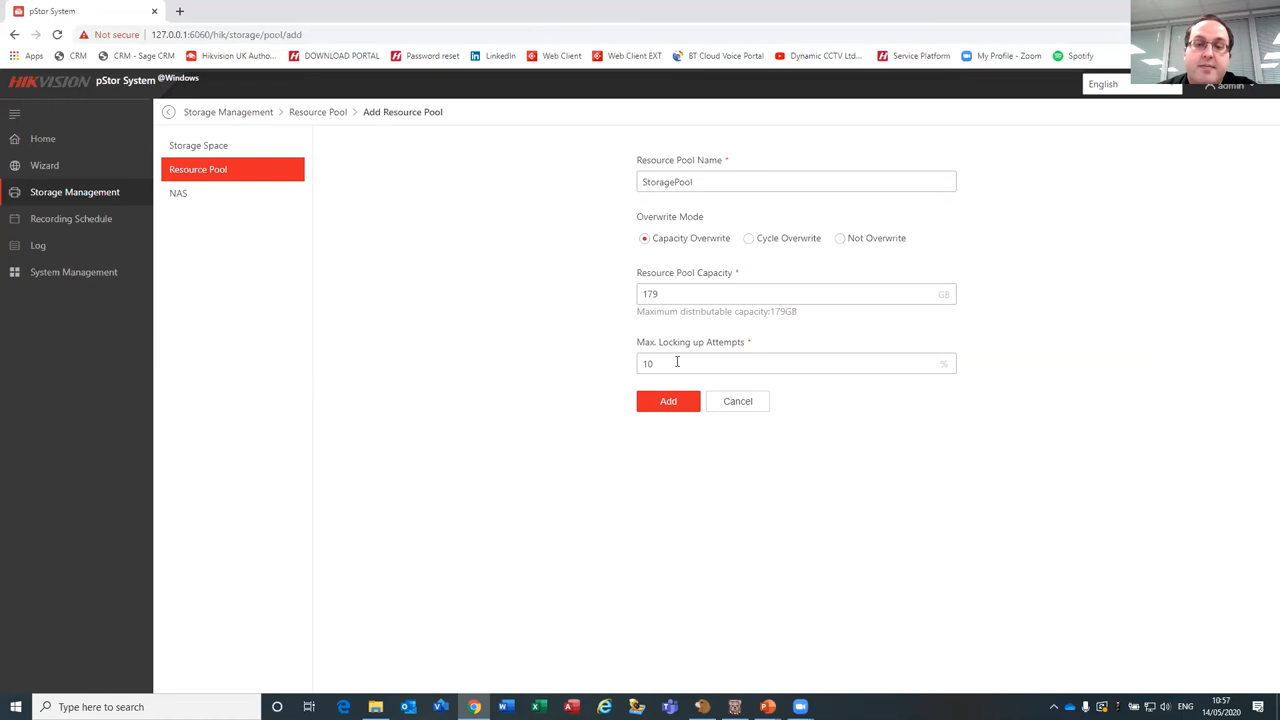 pStor System
Not secure | 127.0.0.1:6060/hik/storage/pool/add
Apps CRM CRM - Sage CRM Hikvision UK Autho... DOWNLOAD PORTAL Password reset LinkedIn Web Client Web Client EXT BT Cloud Voice Portal Dynamic CCTV Ltd... Service Platform My Profile - Zoom Spotify
HIKVISION pStor System @Windows
English admin
Storage Management > Resource Pool > Add Resource Pool
Home
Wizard
Storage Management
Recording Schedule
Log
System Management
Storage Space
Resource Pool
NAS
Resource Pool Name *
StoragePool
Overwrite Mode
Capacity Overwrite Cycle Overwrite Not Overwrite
Resource Pool Capacity *
179 GB
Maximum distributable capacity:179GB
Max. Locking up Attempts *
10 %
Add Cancel
Type here to search
10:57
14/05/2020